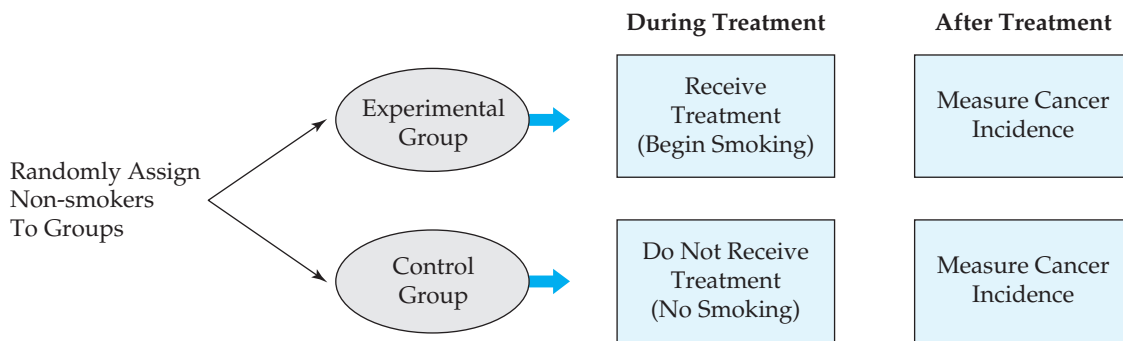 During Treatment
After Treatment
Randomly Assign
Non-smokers
To Groups
Experimental
Group
Receive
Treatment
(Begin Smoking)
Measure Cancer
Incidence
Control
Group
Do Not Receive
Treatment
(No Smoking)
Measure Cancer
Incidence